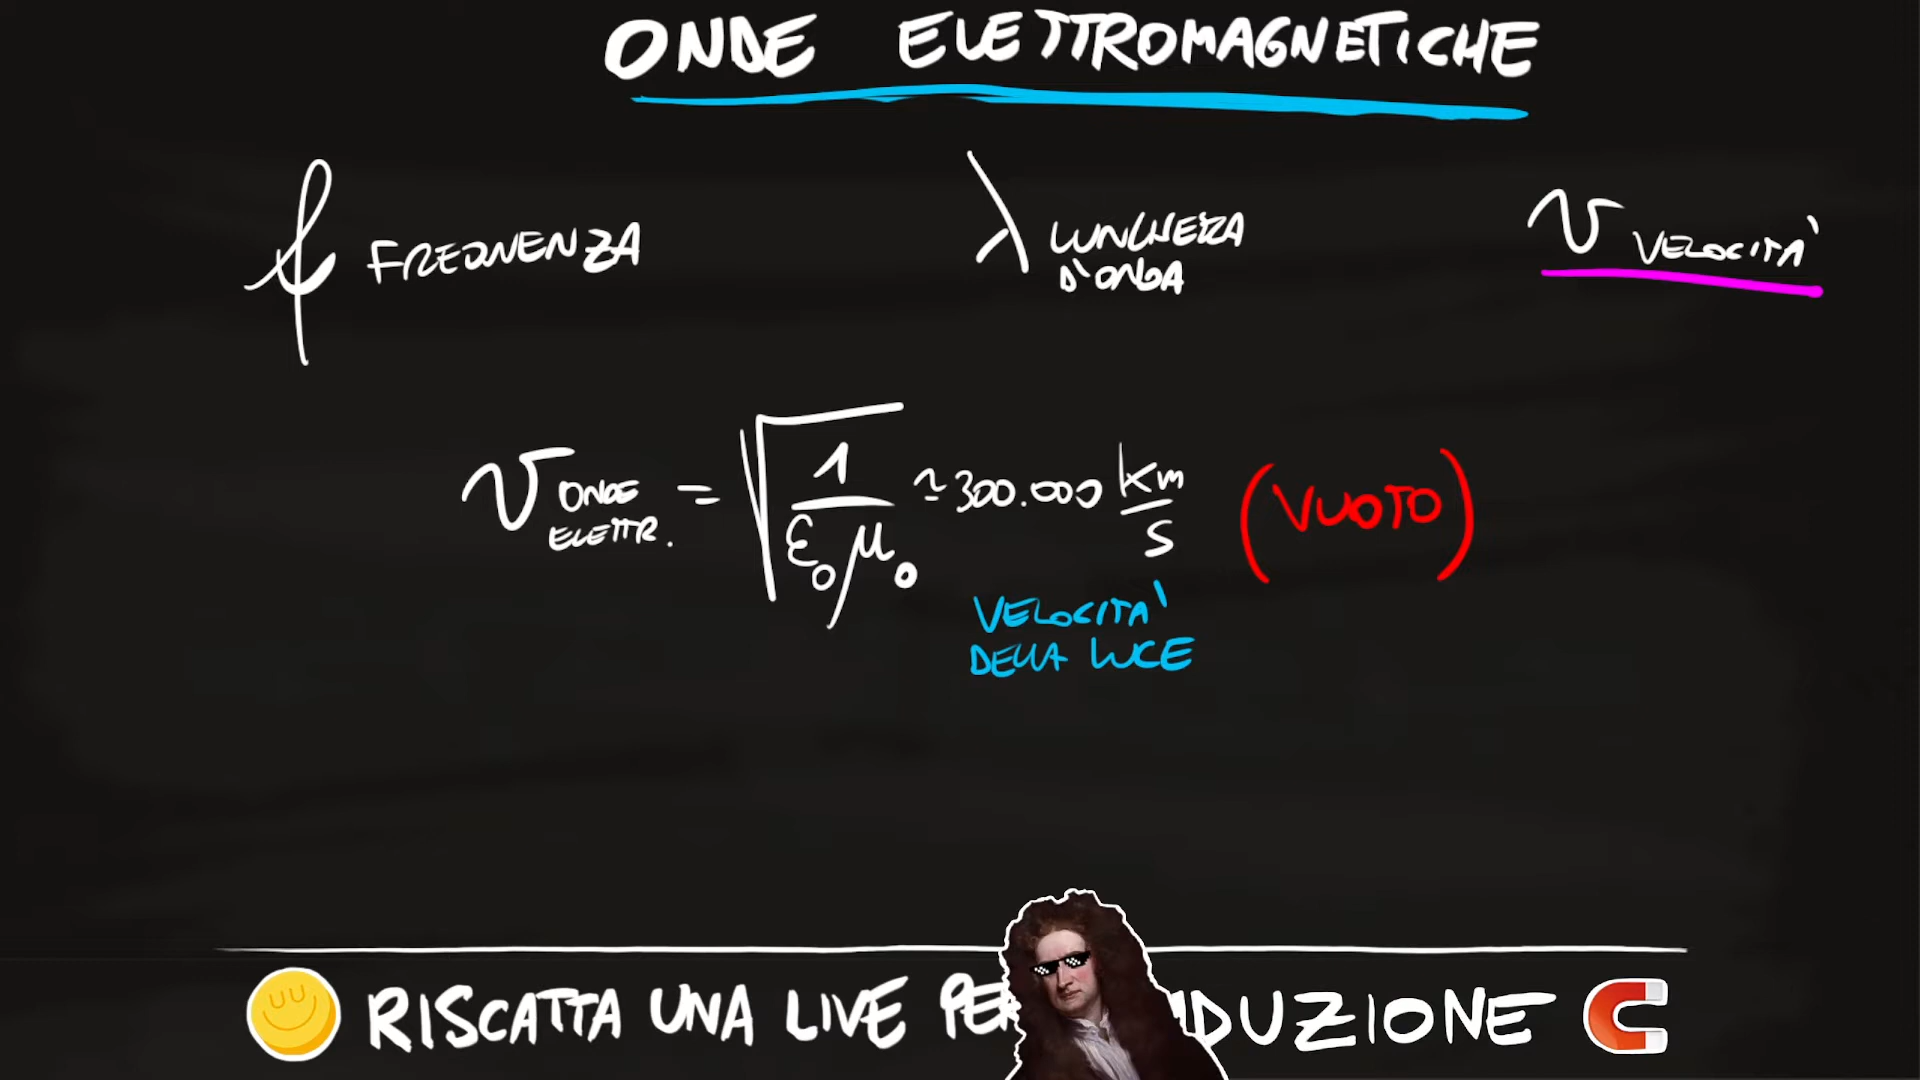 ONDE ELETTROMAGNETICHE
f FREQUENZA
λ LUNGHEZZA
D'ONDA
v VELOCITA'
v ONDE ELETTR. = √1/ε0μ0 ≃ 300.000 km/s (VUOTO)
VELOCITA'
DELLA LUCE
RISCATTA UNA LIVE PER